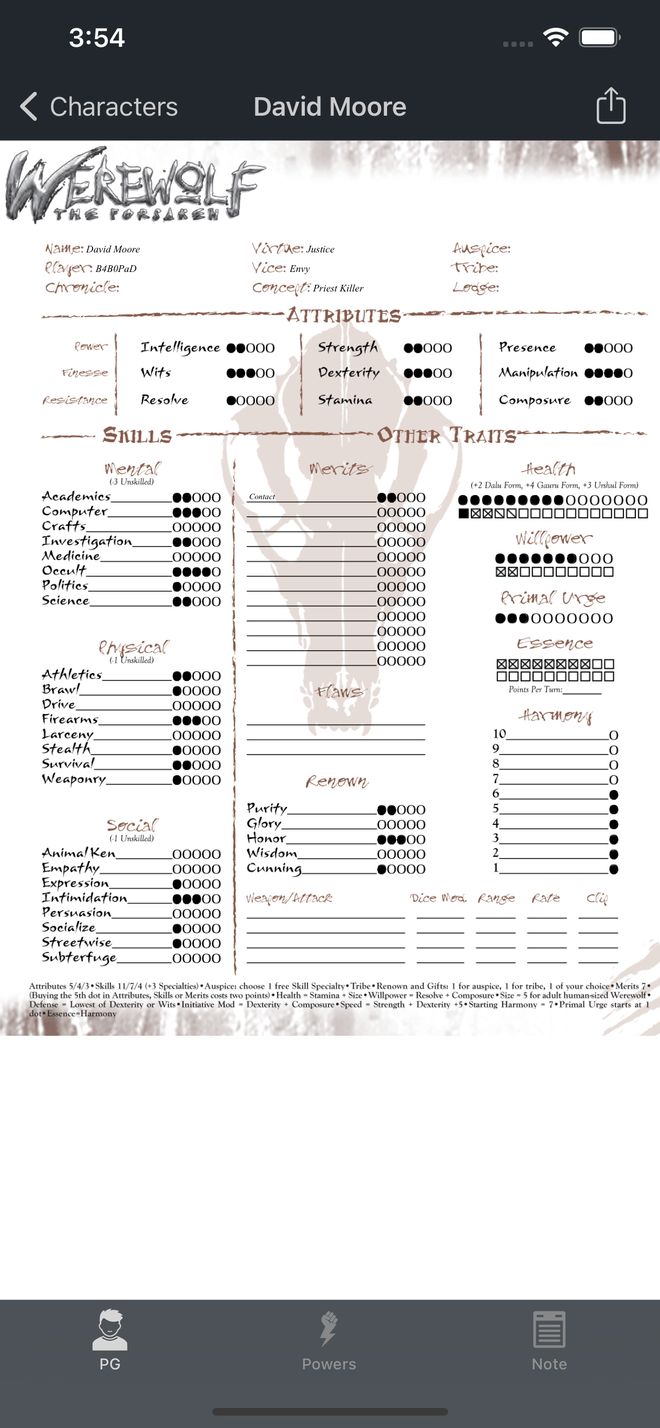 3:54
Characters
David Moore
WEREWOLF
THE FORSAKEN
Name: David Moore Virtue: Justice Auspice:
Player: B4B0PaD Vice: Envy Tribe:
Chronicle: Concept: Priest Killer Lodge:
ATTRIBUTES
Power Intelligence Strength Presence
Finesse Wits Dexterity Manipulation
Resistance Resolve Stamina Composure
SKILLS OTHER TRAITS
Mental
(-3 Unskilled)
Academics
Computer
Crafts
Investigation
Medicine
Occult
Politics
Science
Physical
(-1 Unskilled)
Athletics
Brawl
Drive
Firearms
Larceny
Stealth
Survival
Weaponry
Social
(-1 Unskilled)
Animal Ken
Empathy
Expression
Intimidation
Persuasion
Socialize
Streetwise
Subterfuge
Merits
Contact
Flaws
Renown
Purity
Glory
Honor
Wisdom
Cunning
Health
(+2 Dalu Form, +4 Gauru Form, +3 Urshul Form)
Willpower
Primal Urge
Essence
Points Per Turn:
Harmony
10
9
8
7
6
5
4
3
2
1
Weapon/Attack Dice Mod. Range Rate Clip
Attributes 5/4/3 • Skills 11/7/4 (+3 Specialties) • Auspice: choose 1 free Skill Specialty • Tribe • Renown and Gifts: 1 for auspice, 1 for tribe, 1 of your choice • Merits 7 •
(Buying the 5th dot in Attributes, Skills or Merits costs two points) • Health = Stamina + Size • Willpower = Resolve + Composure • Size = 5 for adult human-sized Werewolf •
Defense = Lowest of Dexterity or Wits • Initiative Mod = Dexterity + Composure • Speed = Strength + Dexterity +5 • Starting Harmony = 7 • Primal Urge starts at 1
dot • Essence=Harmony
PG
Powers
Note